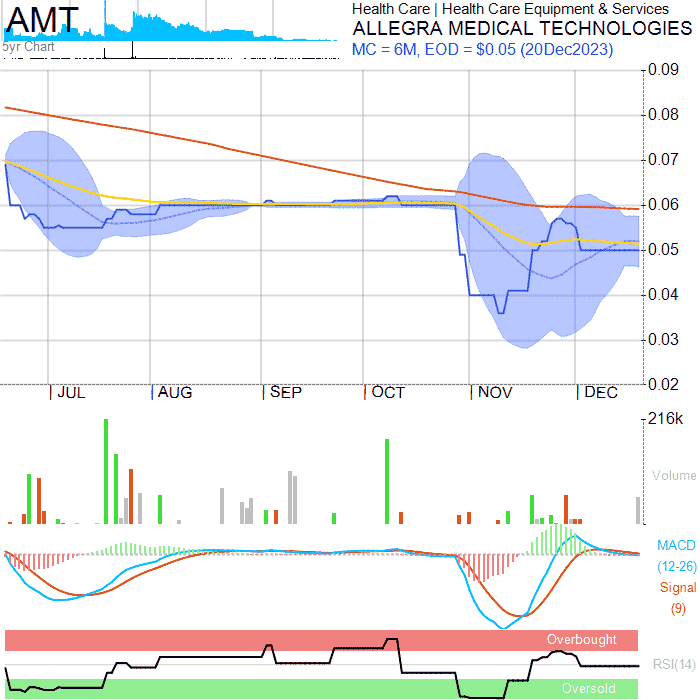 AMT
Health Care | Health Care Equipment & Services
ALLEGRA MEDICAL TECHNOLOGIES
5yr Chart
MC = 6M, EOD = $0.05 (20Dec2023)
0.09
0.08
0.07
0.06
0.05
0.04
0.03
0.02
JUL AUG SEP OCT NOV DEC
216k
Volume
MACD
(12-26)
Signal
(9)
Overbought
RSI(14)
Oversold